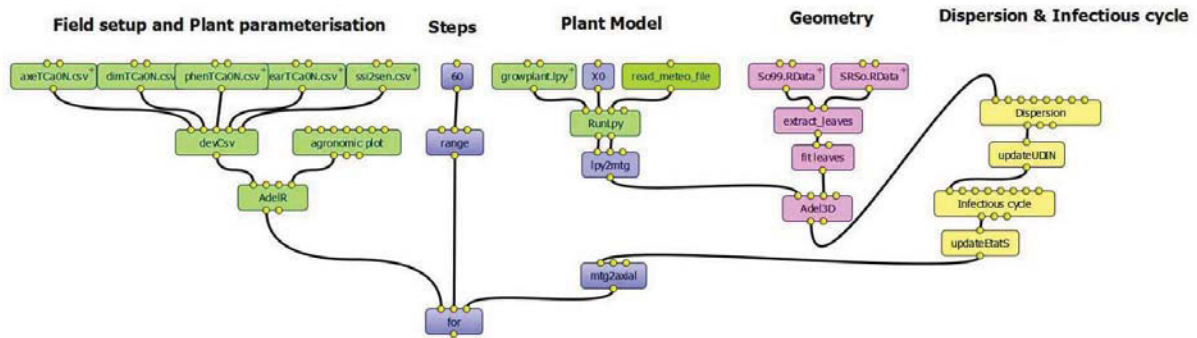 Field setup and Plant parameterisation
Steps
Plant Model
Geometry
Dispersion & Infectious cycle
axeTCa0N.csv
dimTCa0N.csv
phenTCa0N.csv
earTCa0N.csv
ssi2sen.csv
60
growplant.lpy
X0
read_meteo_file
So99.RData
SRSo.RData
devCsv
agronomic plot
range
RunLpy
extract_leaves
Dispersion
lpy2mtg
fit leaves
updateUDIN
AdelR
Adel3D
Infectious cycle
updateEtatS
mtg2axial
for